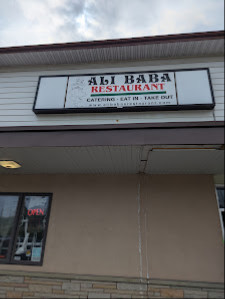 ALI BABA
RESTAURANT
CATERING - EAT IN - TAKE OUT
OPEN